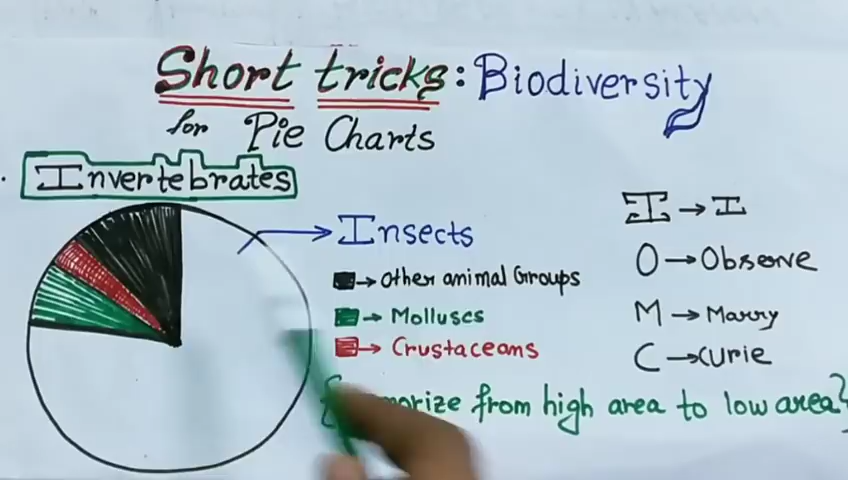 Short tricks: Biodiversity
for Pie Charts
Invertebrates
Insects
Other animal Groups
Molluscs
Crustaceans
I → I
O → Observe
M → Marry
C → Curie
from high area to low area}